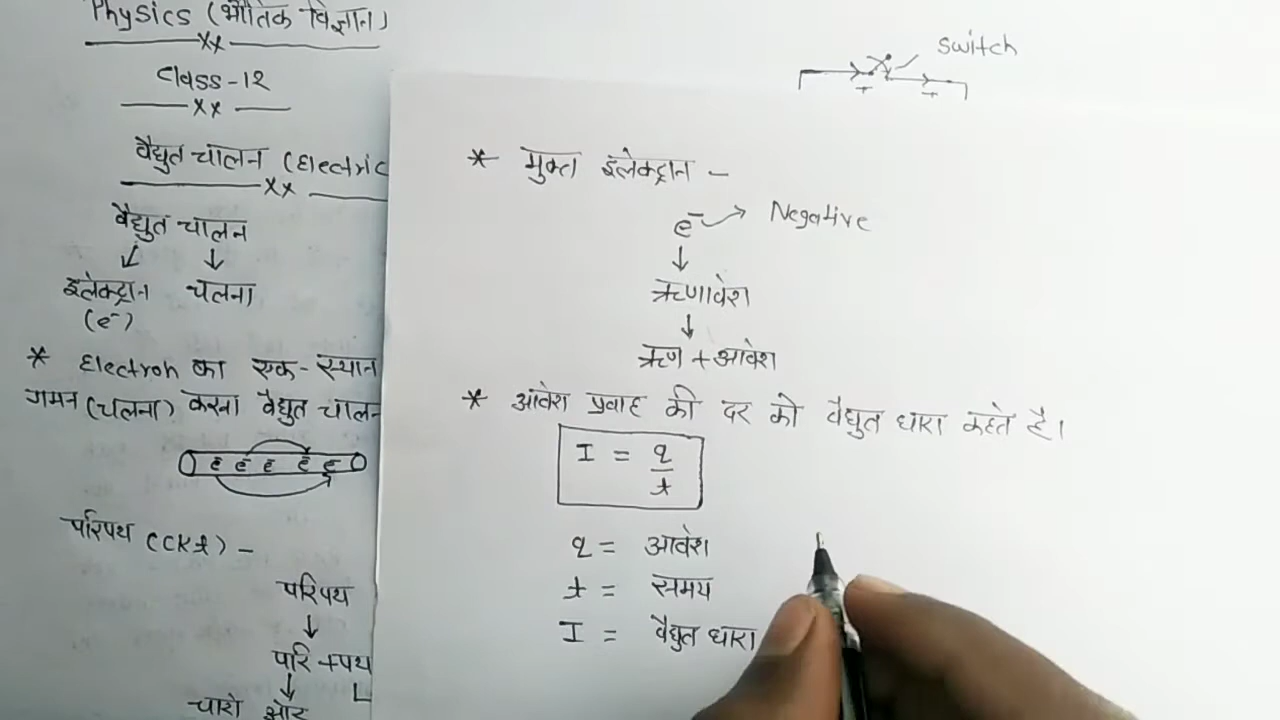 Physics (भौतिक विज्ञान)
Class-12
वैद्युत चालन (Electric
वैद्युत चालन
इलेक्ट्रान चलना
(e⁻)
* Electron का एक-स्थान
गमन (चलना) करना वैद्युत चालन
e⁻ e⁻ e⁻ e⁻ e⁻
परिपथ (CKt) -
परिपथ
परि +पथ
चारो ओर
switch
* मुक्त इलेक्ट्रान -
e⁻ Negative
ऋणावेश
ऋण + आवेश
* आवेश प्रवाह की दर को वैद्युत धारा कहते है।
I = q/t
q = आवेश
t = समय
I = वैद्युत धारा